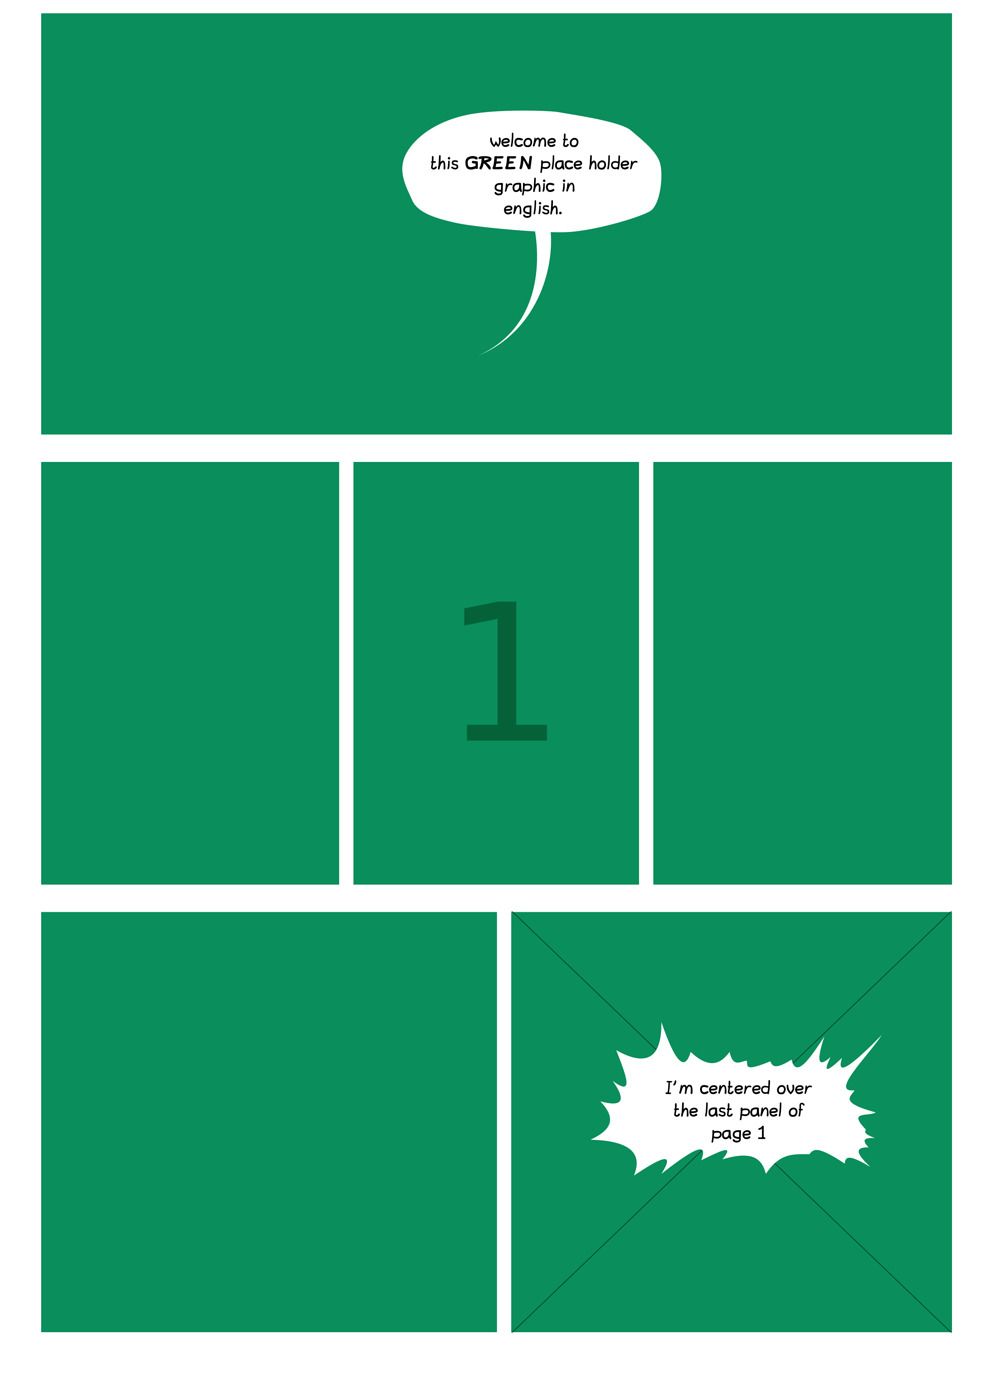 welcome to
this GREEN place holder
graphic in
english.
1
I'm centered over
the last panel of
page 1